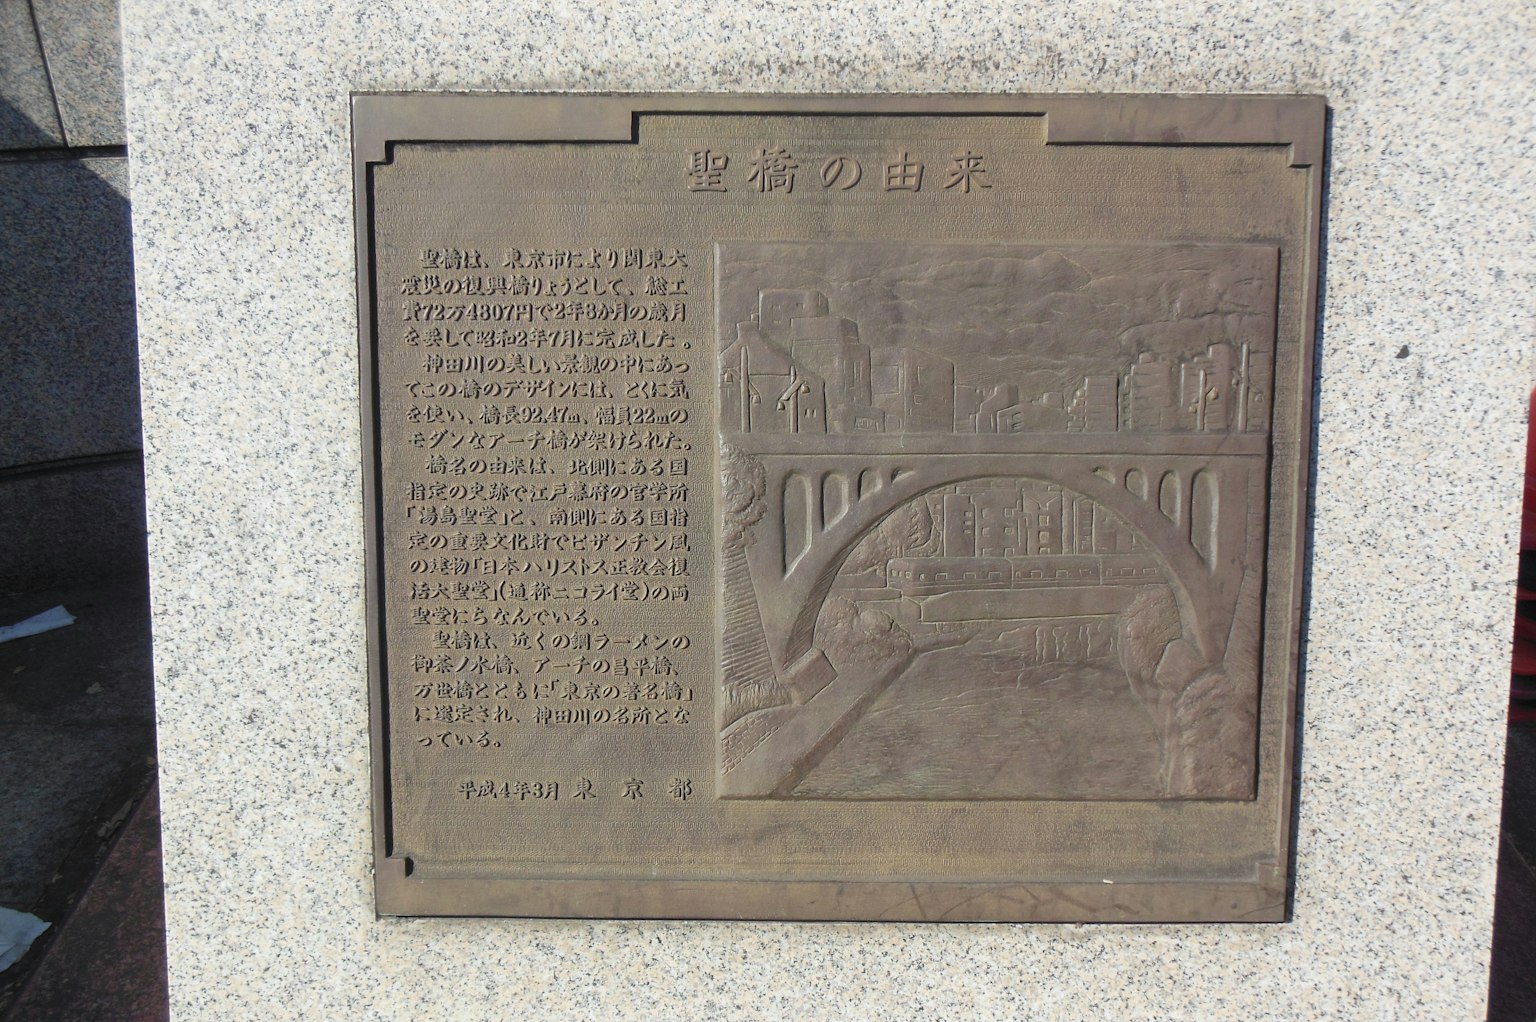 聖橋の由来
聖橋は、東京市により関東大
震災の復興橋りょうとして、総工
費72万4807円で2年8か月の歳月
を要して昭和2年7月に完成した。
神田川の美しい景観の中にあっ
てこの橋のデザインには、とくに気
を使い、橋長92.47m、幅員22mの
モダンなアーチ橋が架けられた。
橋名の由来は、北側にある国
指定の史跡で江戸幕府の官学所
「湯島聖堂」と、南側にある国指
定の重要文化財でビザンチン風
の建物「日本ハリストス正教会復
活大聖堂」(通称ニコライ堂)の両
聖堂にちなんでいる。
聖橋は、近くの鋼ラーメンの
御茶ノ水橋、アーチの昌平橋、
万世橋とともに「東京の著名橋」
に選定され、神田川の名所とな
っている。
平成4年3月 東京都